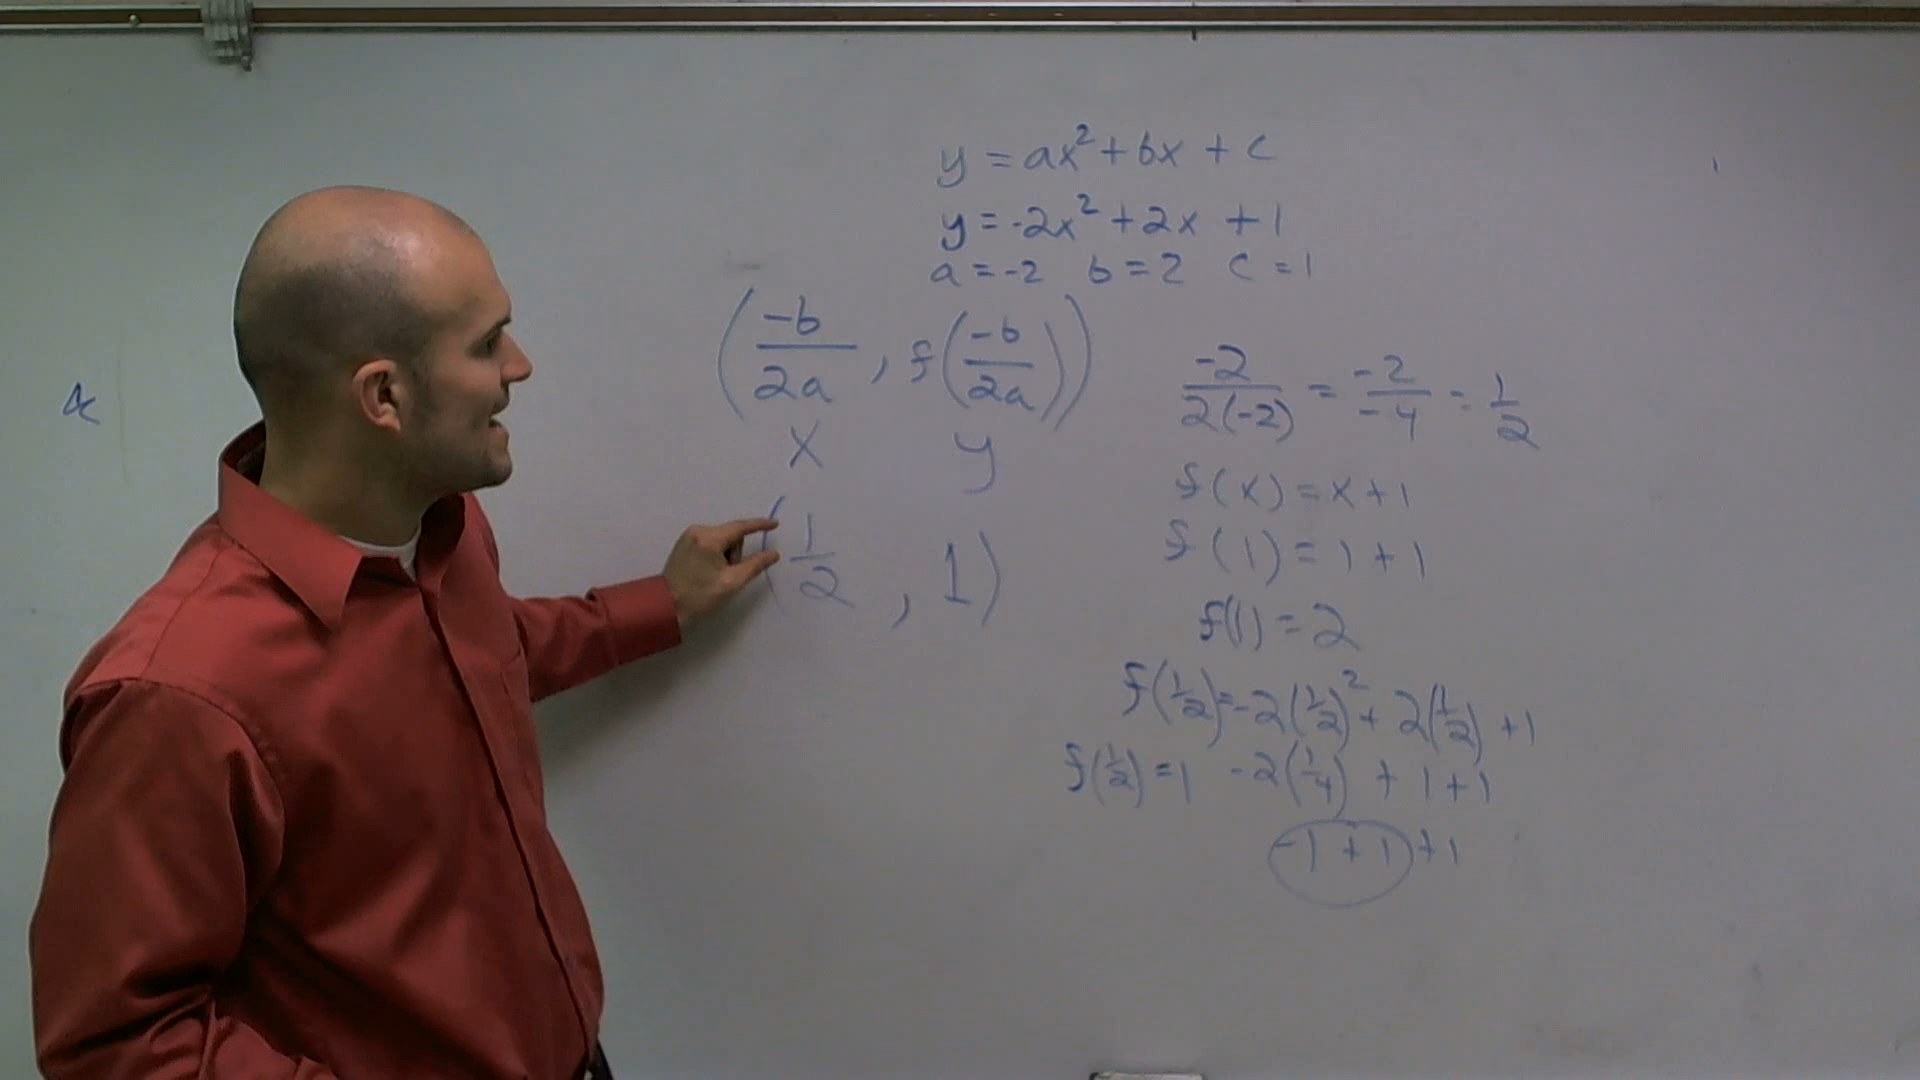 y = ax² + bx + c
y = -2x² + 2x + 1
a = -2 b = 2 c = 1
(-b/2a, f(-b/2a))
x y
(1/2, 1)
-2/2(-2) = -2/-4 = 1/2
f(x) = x + 1
f(1) = 1 + 1
f(1) = 2
f(1/2) = -2(1/2)² + 2(1/2) + 1
f(1/2) = 1 -2(1/4) + 1 + 1
-1 + 1 + 1